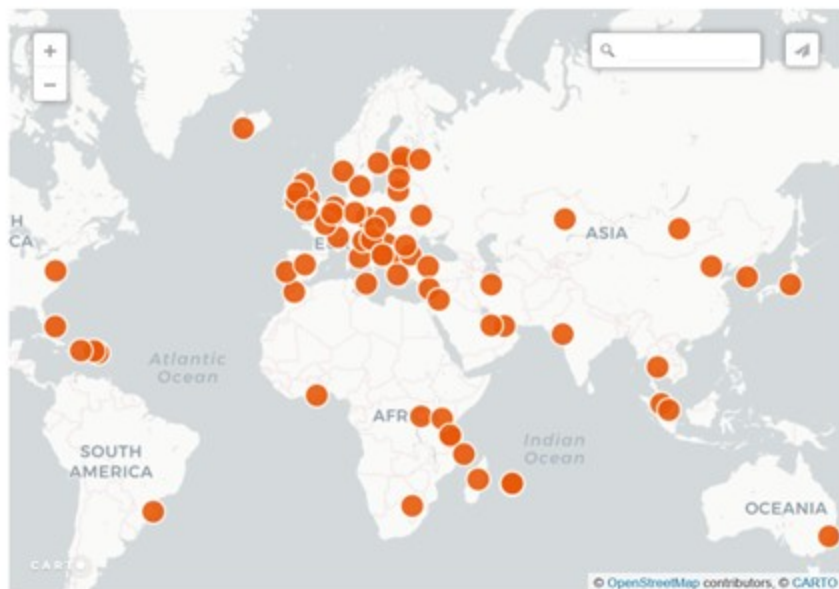 +
−
ASIA
H
CA
E
Atlantic
Ocean
AFR
Indian
Ocean
SOUTH
AMERICA
OCEANIA
CARTO
© OpenStreetMap contributors, © CARTO